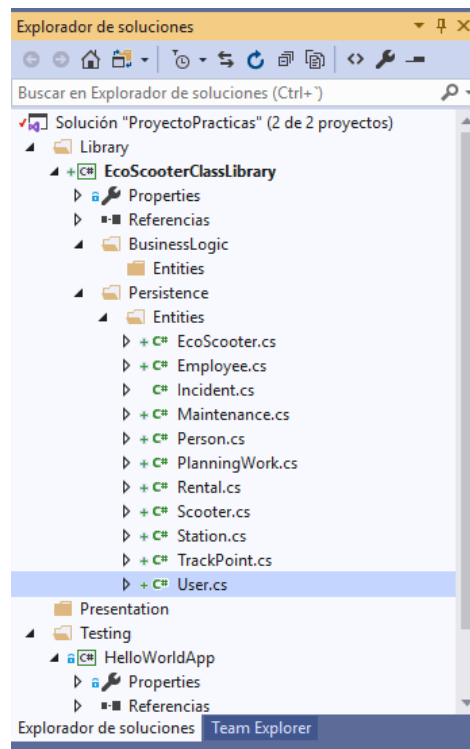 Explorador de soluciones
Buscar en Explorador de soluciones (Ctrl+`)
Solución "ProyectoPracticas" (2 de 2 proyectos)
Library
+ C# EcoScooterClassLibrary
Properties
Referencias
BusinessLogic
Entities
Persistence
Entities
+ C# EcoScooter.cs
+ C# Employee.cs
C# Incident.cs
+ C# Maintenance.cs
+ C# Person.cs
+ C# PlanningWork.cs
+ C# Rental.cs
+ C# Scooter.cs
+ C# Station.cs
+ C# TrackPoint.cs
+ C# User.cs
Presentation
Testing
C# HelloWorldApp
Properties
Referencias
Explorador de soluciones Team Explorer